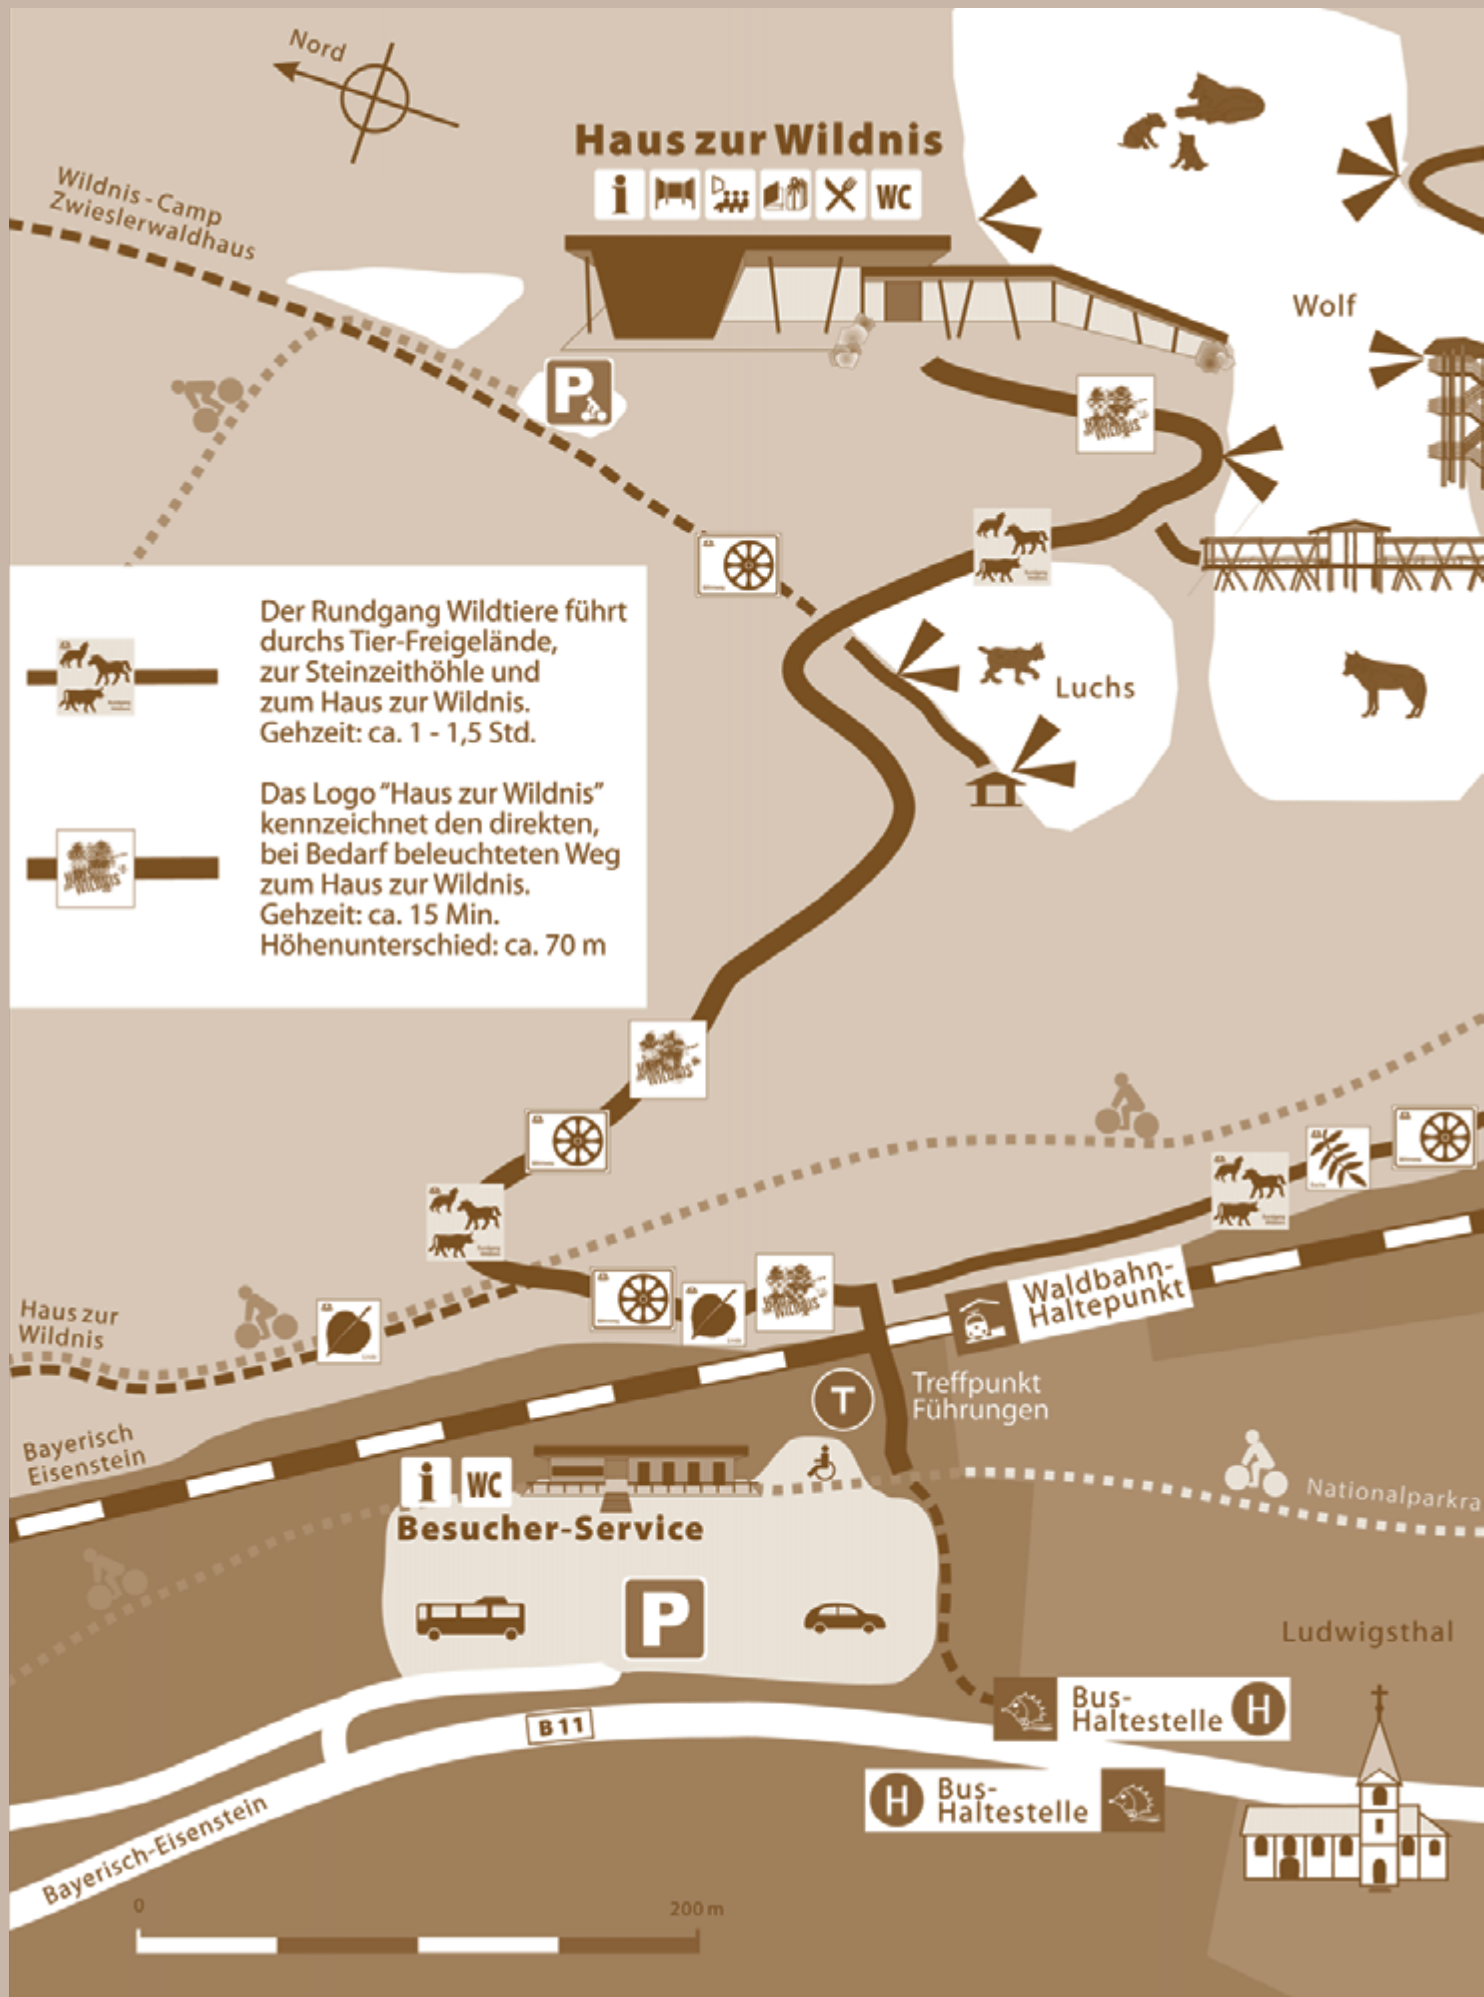 Nord
Haus zur Wildnis
WC
Wildnis-Camp
Zwieslerwaldhaus
Wolf
P
Der Rundgang Wildtiere führt
durchs Tier-Freigelände,
zur Steinzeithöhle und
zum Haus zur Wildnis.
Gehzeit: ca. 1 - 1,5 Std.
Luchs
Das Logo "Haus zur Wildnis"
kennzeichnet den direkten,
bei Bedarf beleuchteten Weg
zum Haus zur Wildnis.
Gehzeit: ca. 15 Min.
Höhenunterschied: ca. 70 m
Waldbahn-
Haltepunkt
Haus zur
Wildnis
T
Treffpunkt
Führungen
Bayerisch
Eisenstein
WC
Besucher-Service
Nationalparkra
P
Ludwigsthal
Bus-
Haltestelle H
B 11
H Bus-
Haltestelle
Bayerisch-Eisenstein
0
200 m